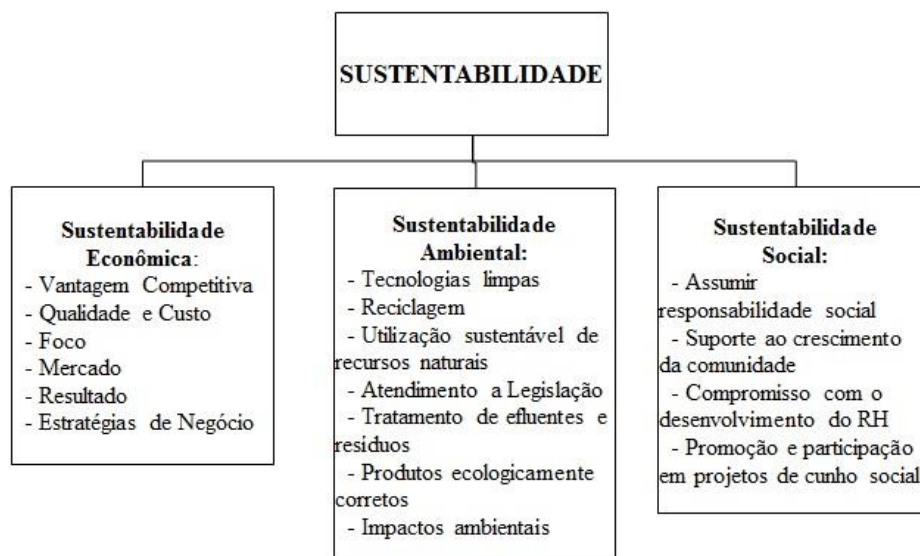 SUSTENTABILIDADE
Sustentabilidade
Econômica:
- Vantagem Competitiva
- Qualidade e Custo
- Foco
- Mercado
- Resultado
- Estratégias de Negócio
Sustentabilidade
Ambiental:
- Tecnologias limpas
- Reciclagem
- Utilização sustentável de
recursos naturais
- Atendimento a Legislação
- Tratamento de efluentes e
resíduos
- Produtos ecologicamente
corretos
- Impactos ambientais
Sustentabilidade
Social:
- Assumir
responsabilidade social
- Suporte ao crescimento
da comunidade
- Compromisso com o
desenvolvimento do RH
- Promoção e participação
em projetos de cunho social